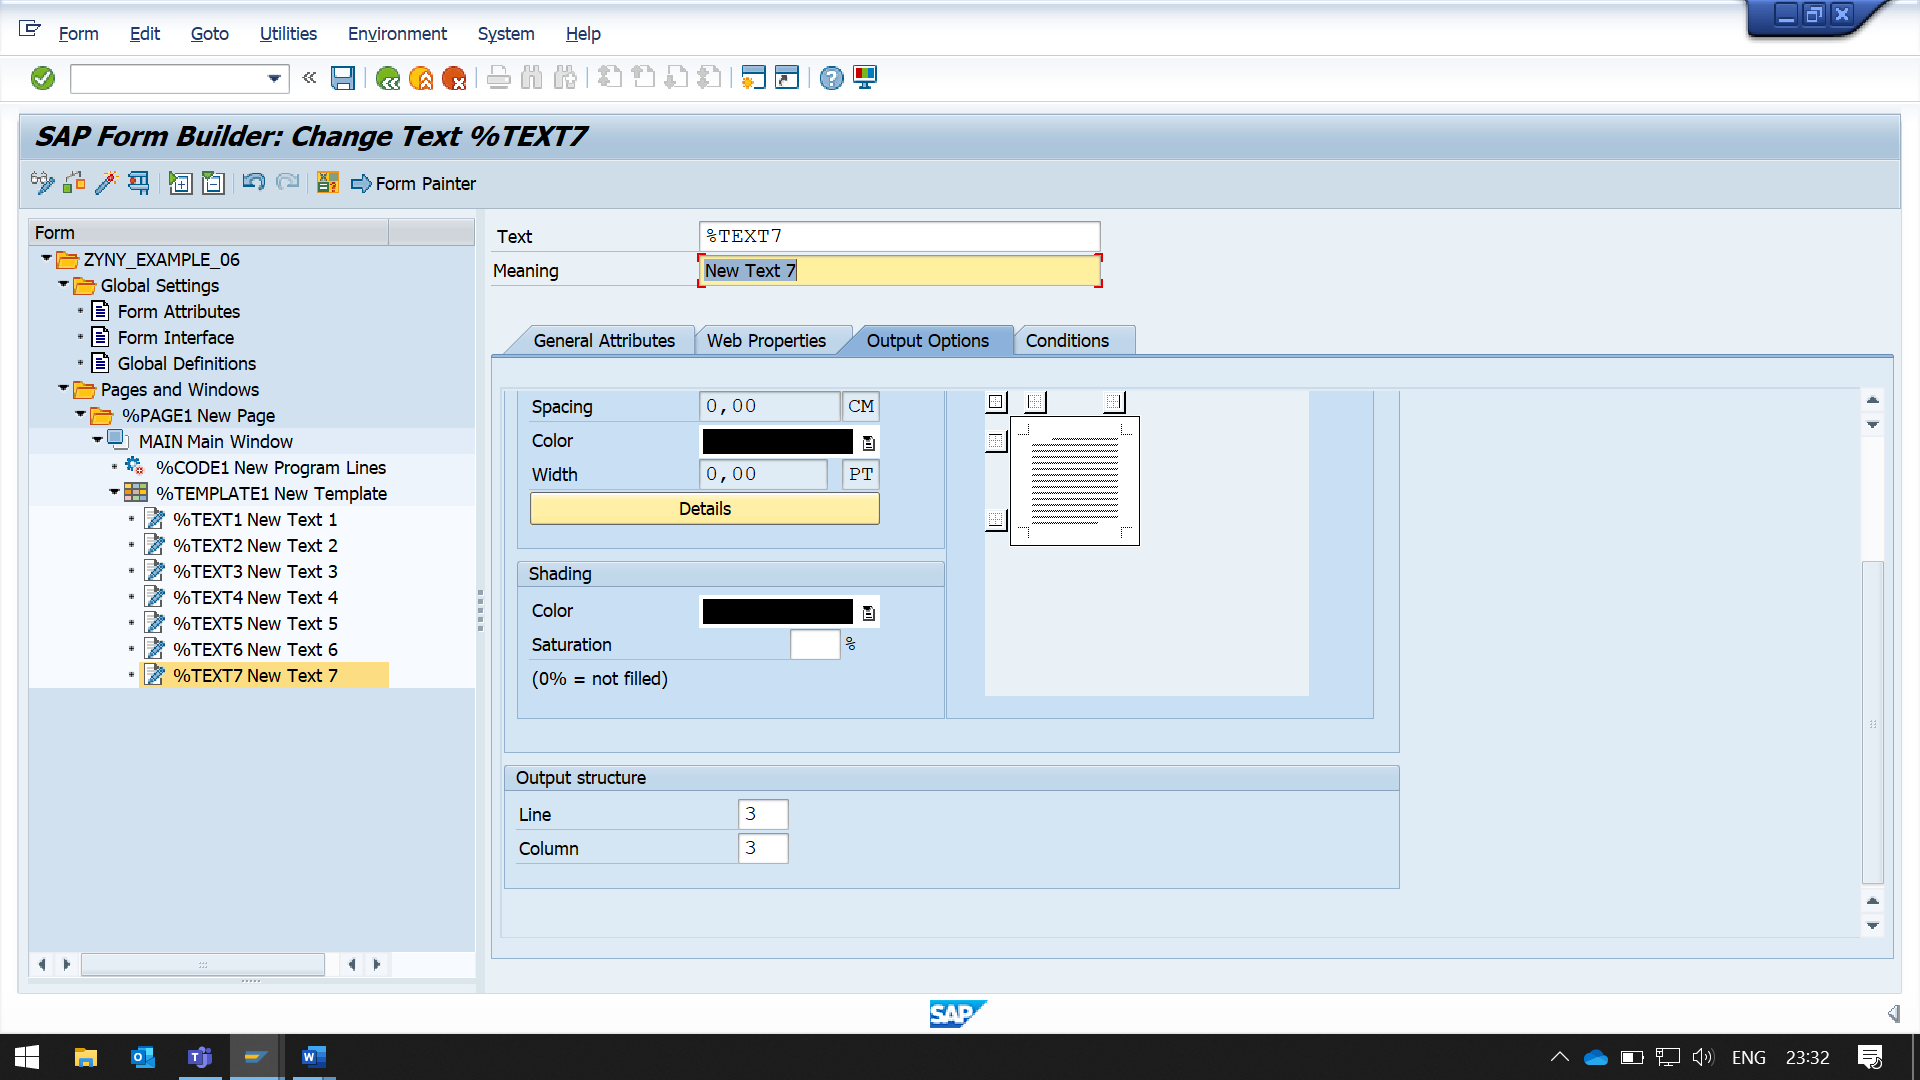 Form Edit Goto Utilities Environment System Help
SAP Form Builder: Change Text %TEXT7
Form Painter
Form
ZYNY_EXAMPLE_06
Global Settings
Form Attributes
Form Interface
Global Definitions
Pages and Windows
%PAGE1 New Page
MAIN Main Window
%CODE1 New Program Lines
%TEMPLATE1 New Template
%TEXT1 New Text 1
%TEXT2 New Text 2
%TEXT3 New Text 3
%TEXT4 New Text 4
%TEXT5 New Text 5
%TEXT6 New Text 6
%TEXT7 New Text 7
Text %TEXT7
Meaning New Text 7
General Attributes Web Properties Output Options Conditions
Spacing 0,00 CM
Color
Width 0,00 PT
Details
Shading
Color
Saturation %
(0% = not filled)
Output structure
Line 3
Column 3
SAP
ENG 23:32